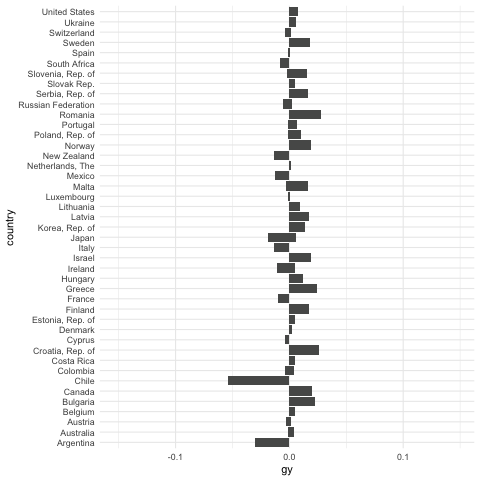 United States
Ukraine
Switzerland
Sweden
Spain
South Africa
Slovenia, Rep. of
Slovak Rep.
Serbia, Rep. of
Russian Federation
Romania
Portugal
Poland, Rep. of
Norway
New Zealand
Netherlands, The
Mexico
Malta
Luxembourg
Lithuania
Latvia
Korea, Rep. of
Japan
Italy
Israel
Ireland
Hungary
Greece
France
Finland
Estonia, Rep. of
Denmark
Cyprus
Croatia, Rep. of
Costa Rica
Colombia
Chile
Canada
Bulgaria
Belgium
Austria
Australia
Argentina
country
-0.1 0.0 0.1
gy